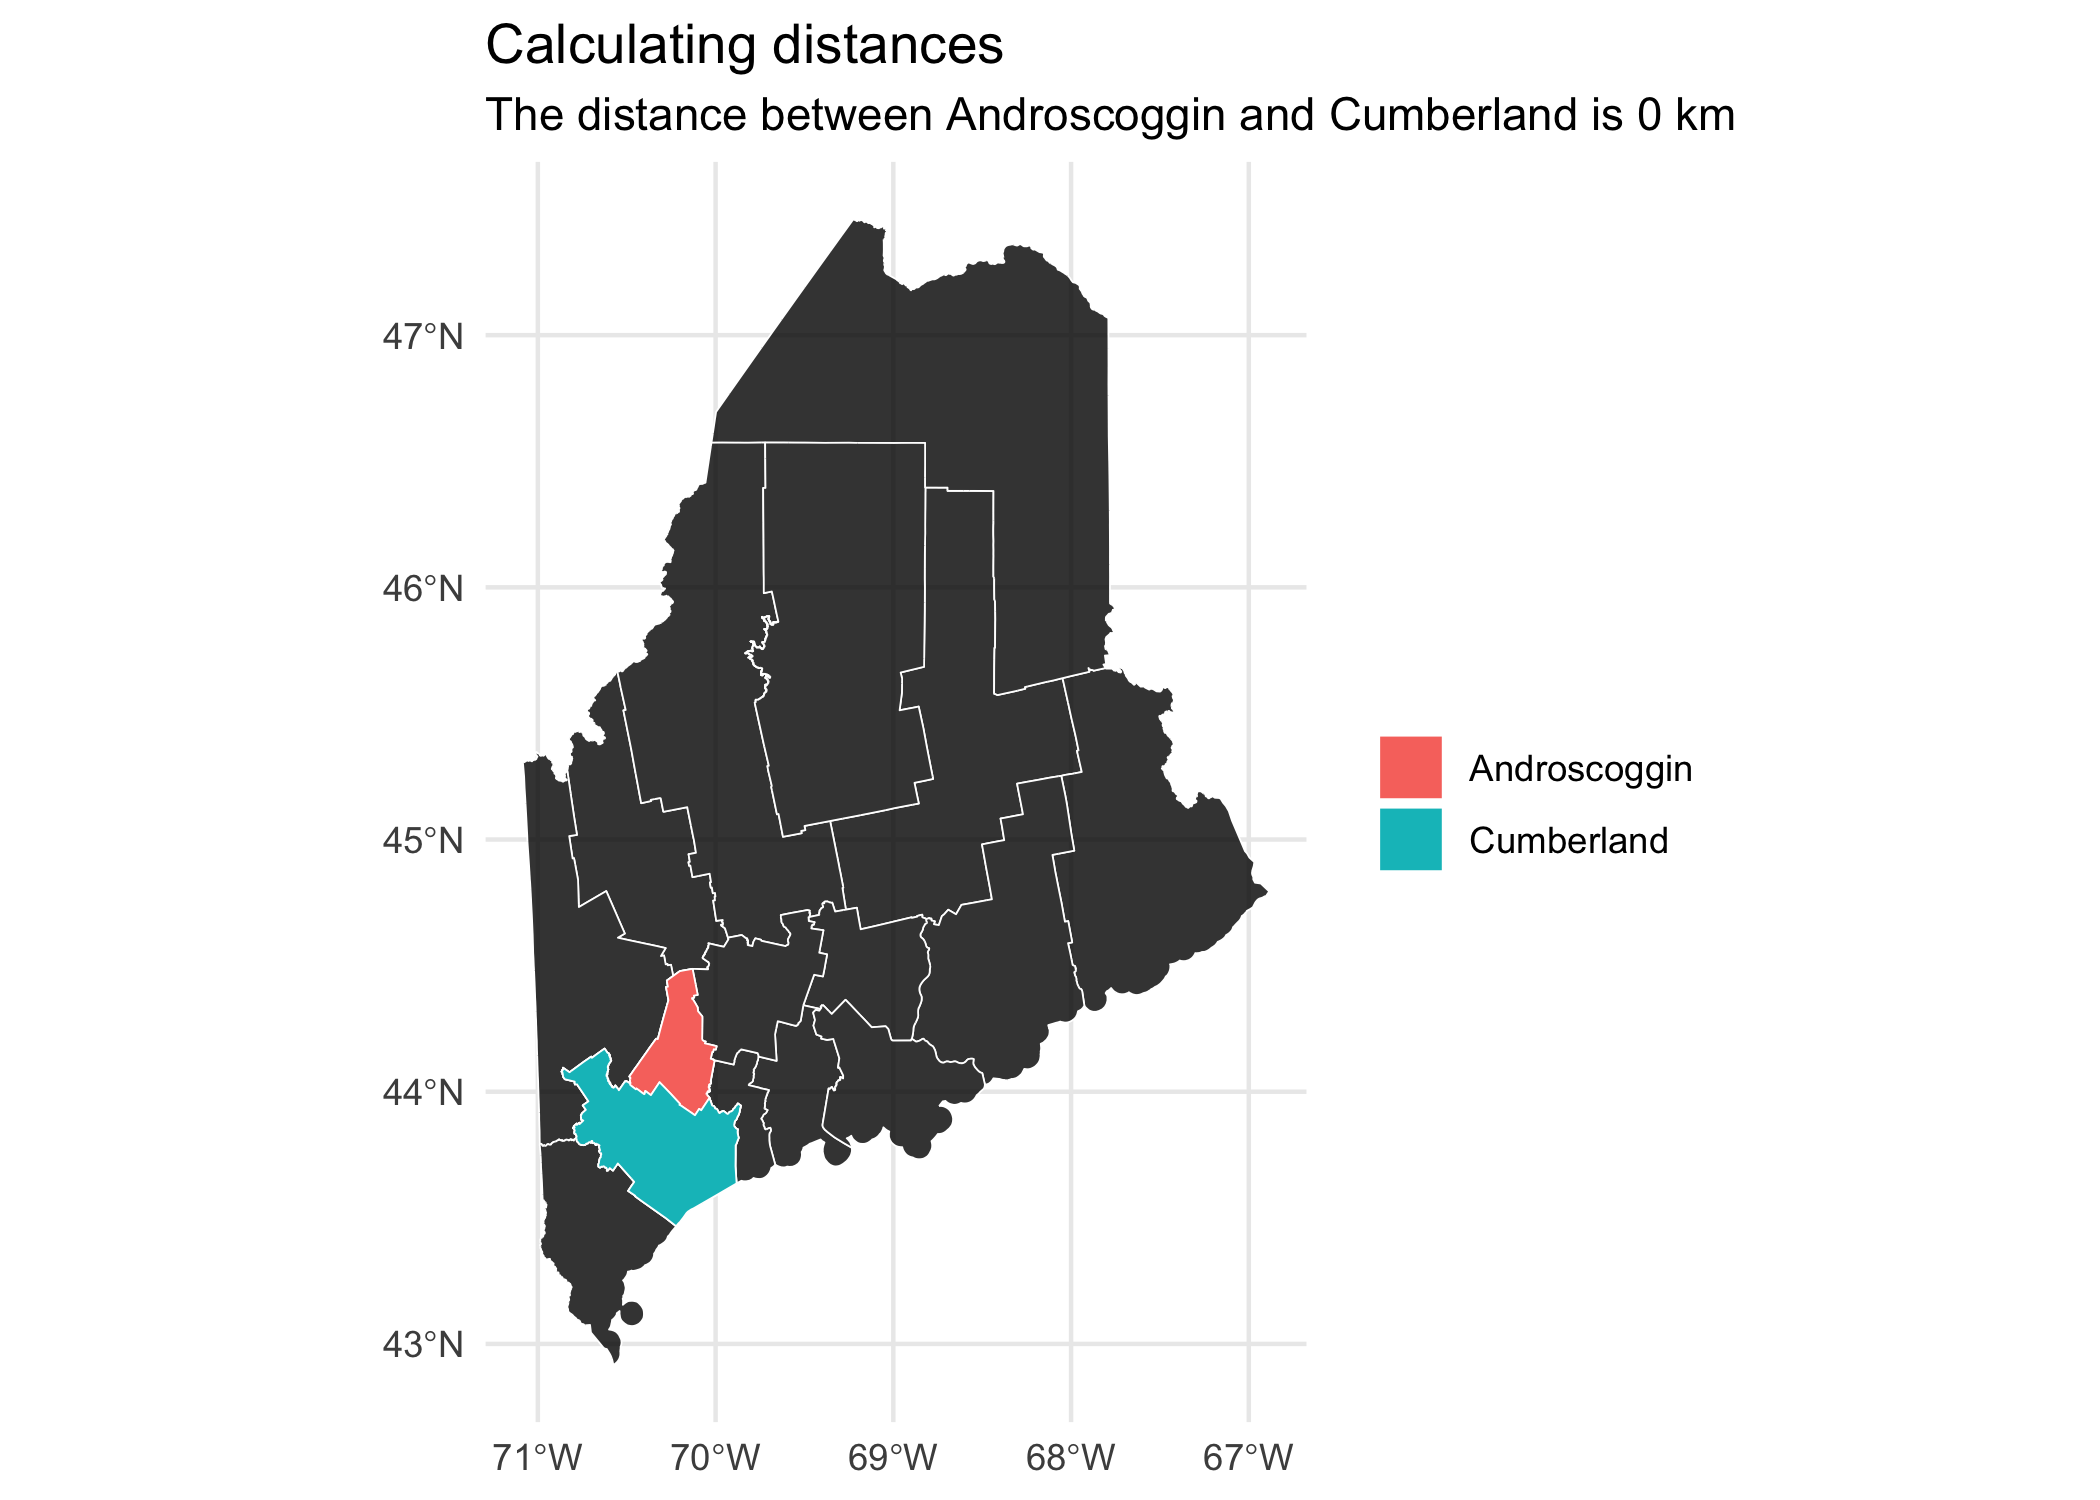 Calculating distances
The distance between Androscoggin and Cumberland is 0 km
47°N
46°N
45°N
44°N
43°N
71°W
70°W
69°W
68°W
67°W
Androscoggin
Cumberland